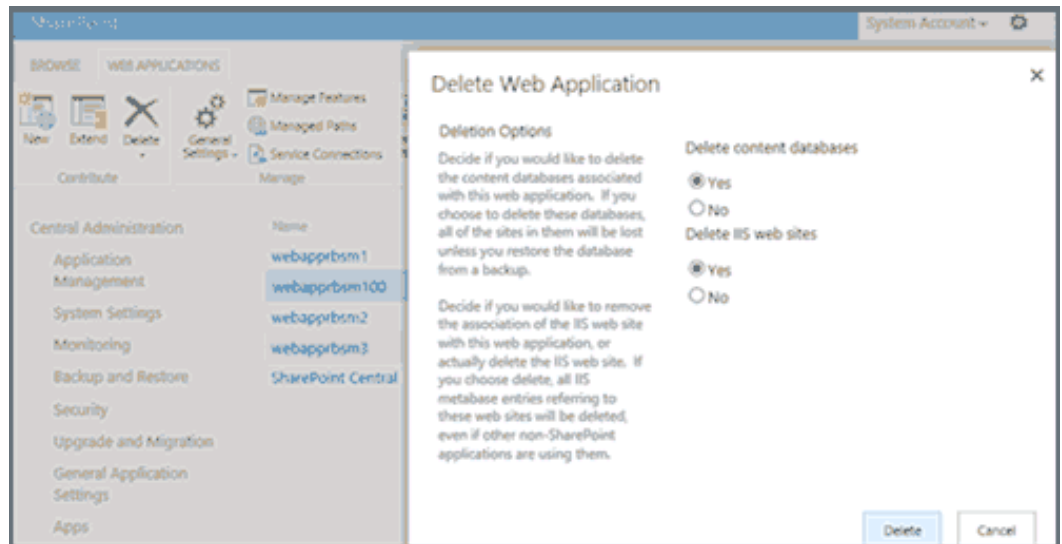 SharePoint
System Account
BROWSE WEB APPLICATIONS
New
Extend
Delete
General
Settings
Manage Features
Managed Paths
Service Connections
Contribute
Manage
Central Administration
Application
Management
System Settings
Monitoring
Backup and Restore
Security
Upgrade and Migration
General Application
Settings
Apps
Name
webapprbsm1
webapprbsm100
webapprbsm2
webapprbsm3
SharePoint Central
Delete Web Application
Deletion Options
Decide if you would like to delete
the content databases associated
with this web application. If you
choose to delete these databases,
all of the sites in them will be lost
unless you restore the database
from a backup.
Decide if you would like to remove
the association of the IIS web site
with this web application, or
actually delete the IIS web site. If
you choose delete, all IIS
metabase entries referring to
these web sites will be deleted,
even if other non-SharePoint
applications are using them.
Delete content databases
Yes
No
Delete IIS web sites
Yes
No
Delete
Cancel